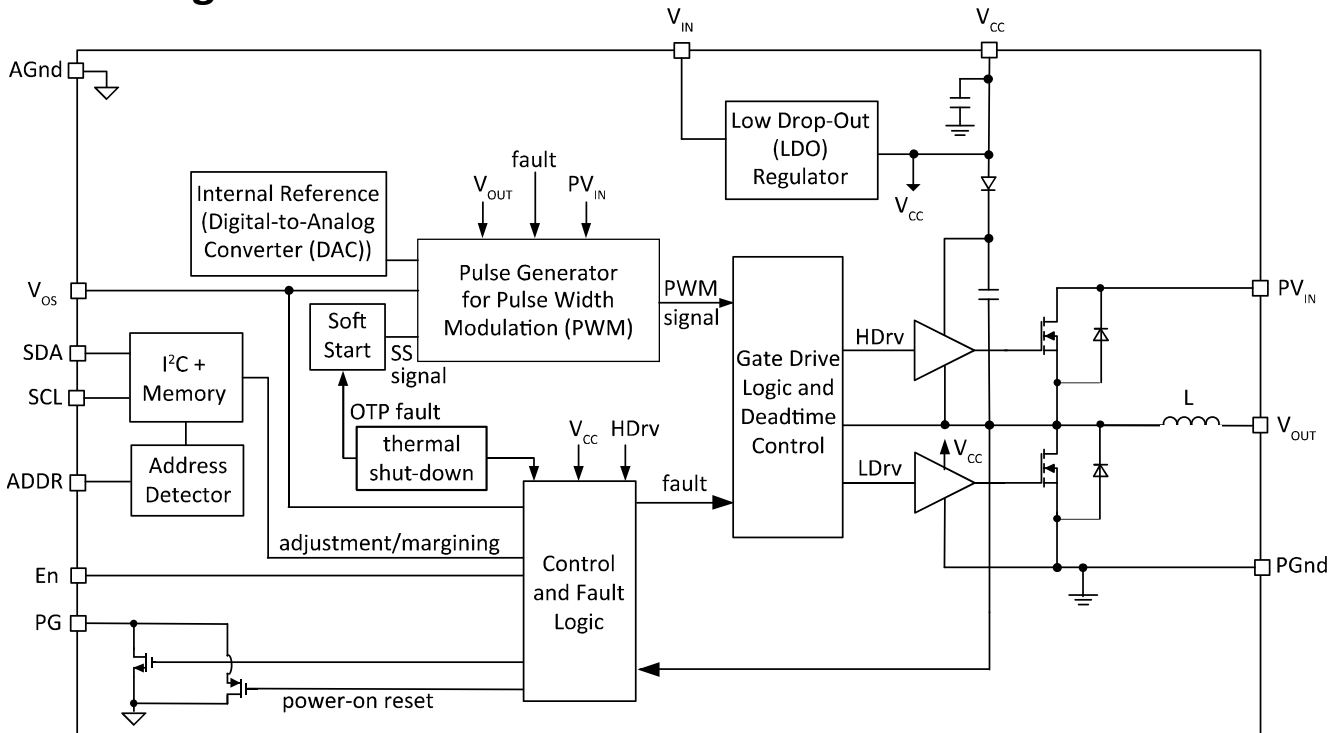 g
V_IN
V_CC
AGnd
Low Drop-Out
(LDO)
Regulator
V_CC
fault
V_OUT
PV_IN
Internal Reference
(Digital-to-Analog
Converter (DAC))
Pulse Generator
for Pulse Width
Modulation (PWM)
V_OS
PWM
signal
PV_IN
Soft
Start
SS
signal
SDA
SCL
I²C +
Memory
HDrv
Gate Drive
Logic and
Deadtime
Control
L
V_OUT
OTP fault
thermal
shut-down
V_CC
HDrv
V_CC
LDrv
ADDR
Address
Detector
fault
adjustment/margining
Control
and Fault
Logic
En
PGnd
PG
power-on reset